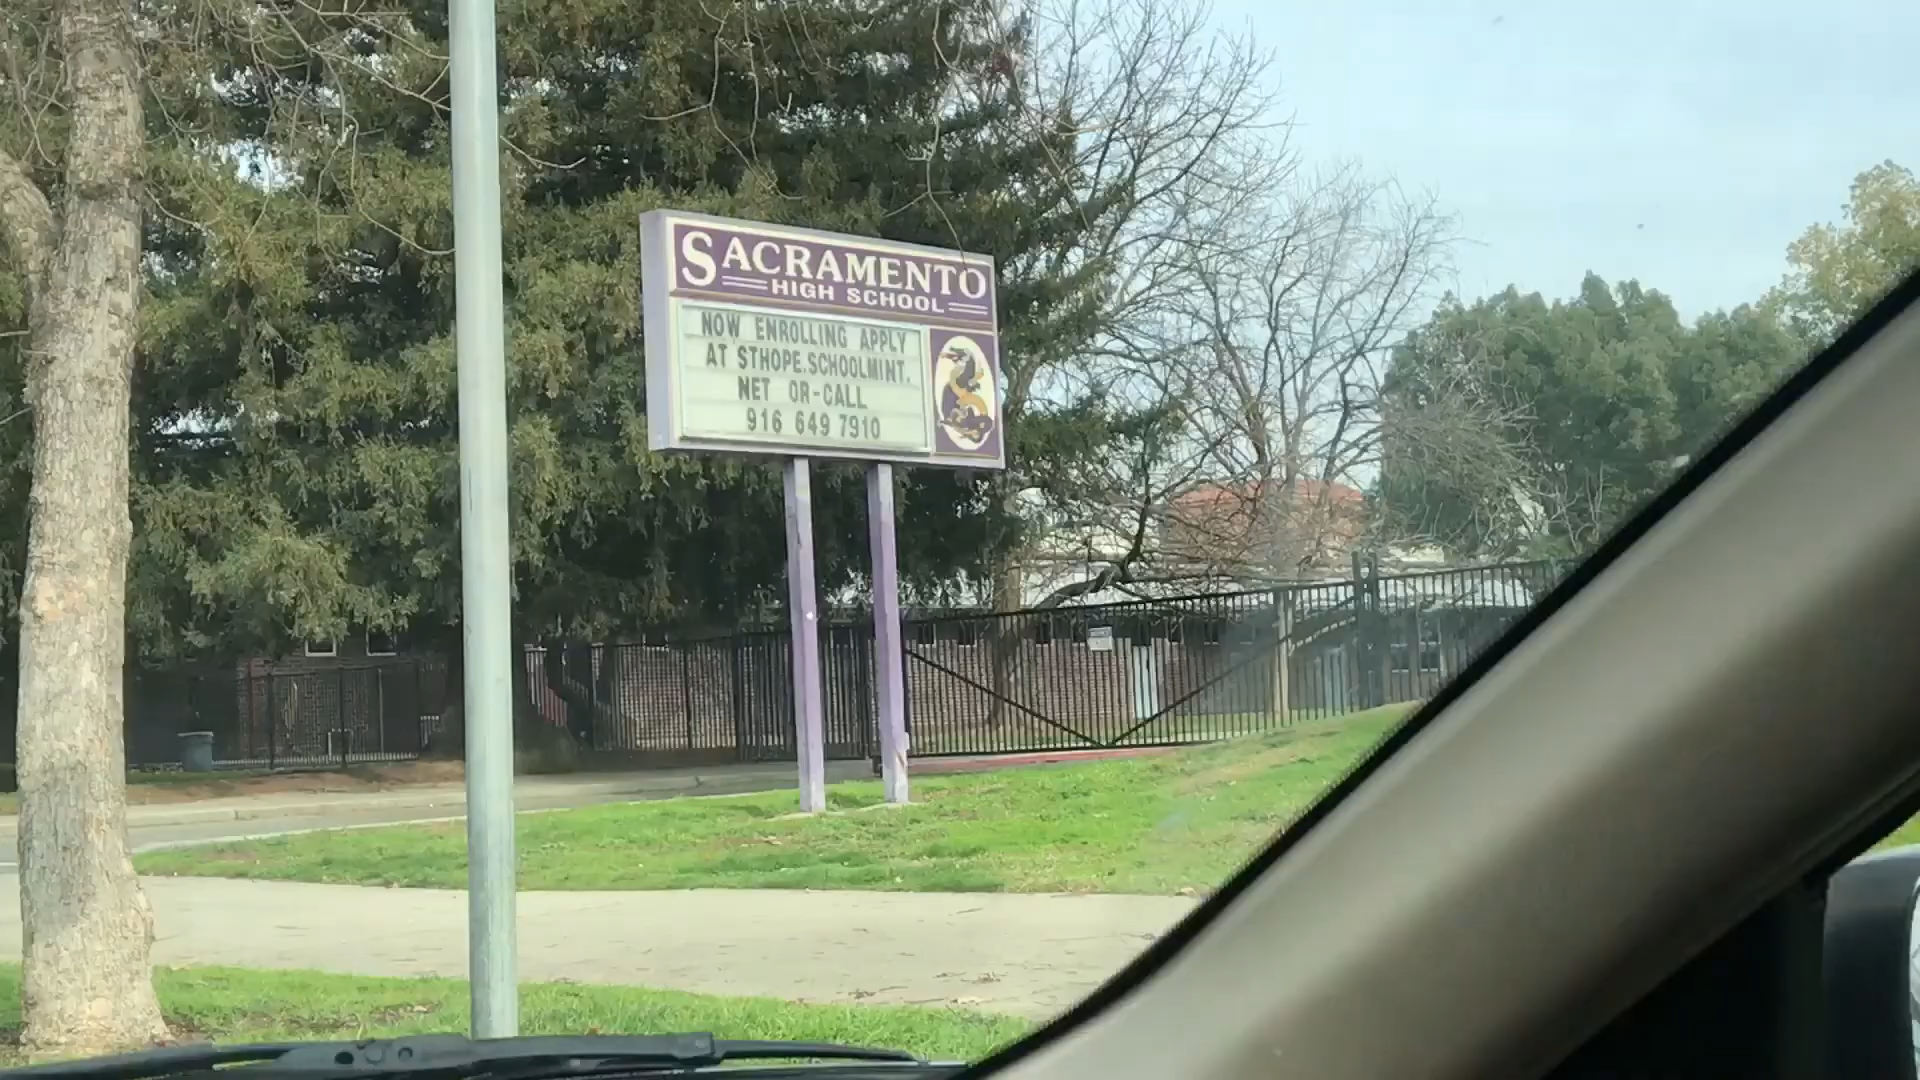 SACRAMENTO
HIGH SCHOOL
NOW ENROLLING APPLY
AT STHOPE.SCHOOLMINT.
NET OR-CALL
916 649 7910